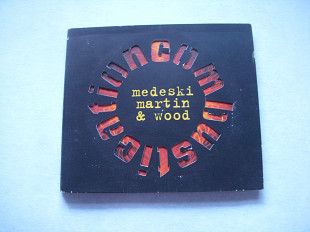 combustication
medeski
martin
& wood